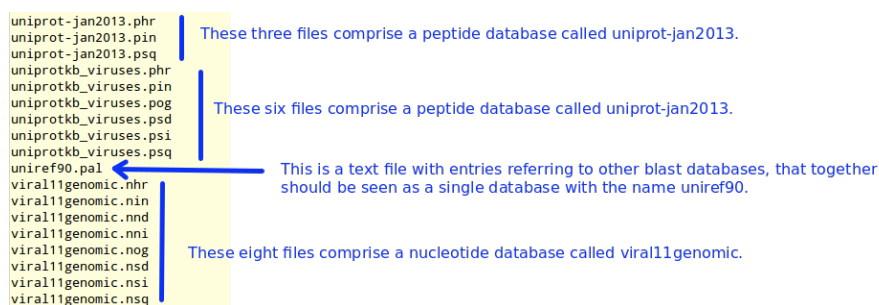 uniprot-jan2013.phr
uniprot-jan2013.pin
uniprot-jan2013.psq
These three files comprise a peptide database called uniprot-jan2013.
uniprotkb_viruses.phr
uniprotkb_viruses.pin
uniprotkb_viruses.pog
uniprotkb_viruses.psd
uniprotkb_viruses.psi
uniprotkb_viruses.psq
These six files comprise a peptide database called uniprot-jan2013.
uniref90.pal
This is a text file with entries referring to other blast databases, that together
should be seen as a single database with the name uniref90.
viral11genomic.nhr
viral11genomic.nin
viral11genomic.nnd
viral11genomic.nni
viral11genomic.nog
viral11genomic.nsd
viral11genomic.nsi
viral11genomic.nsq
These eight files comprise a nucleotide database called viral11genomic.